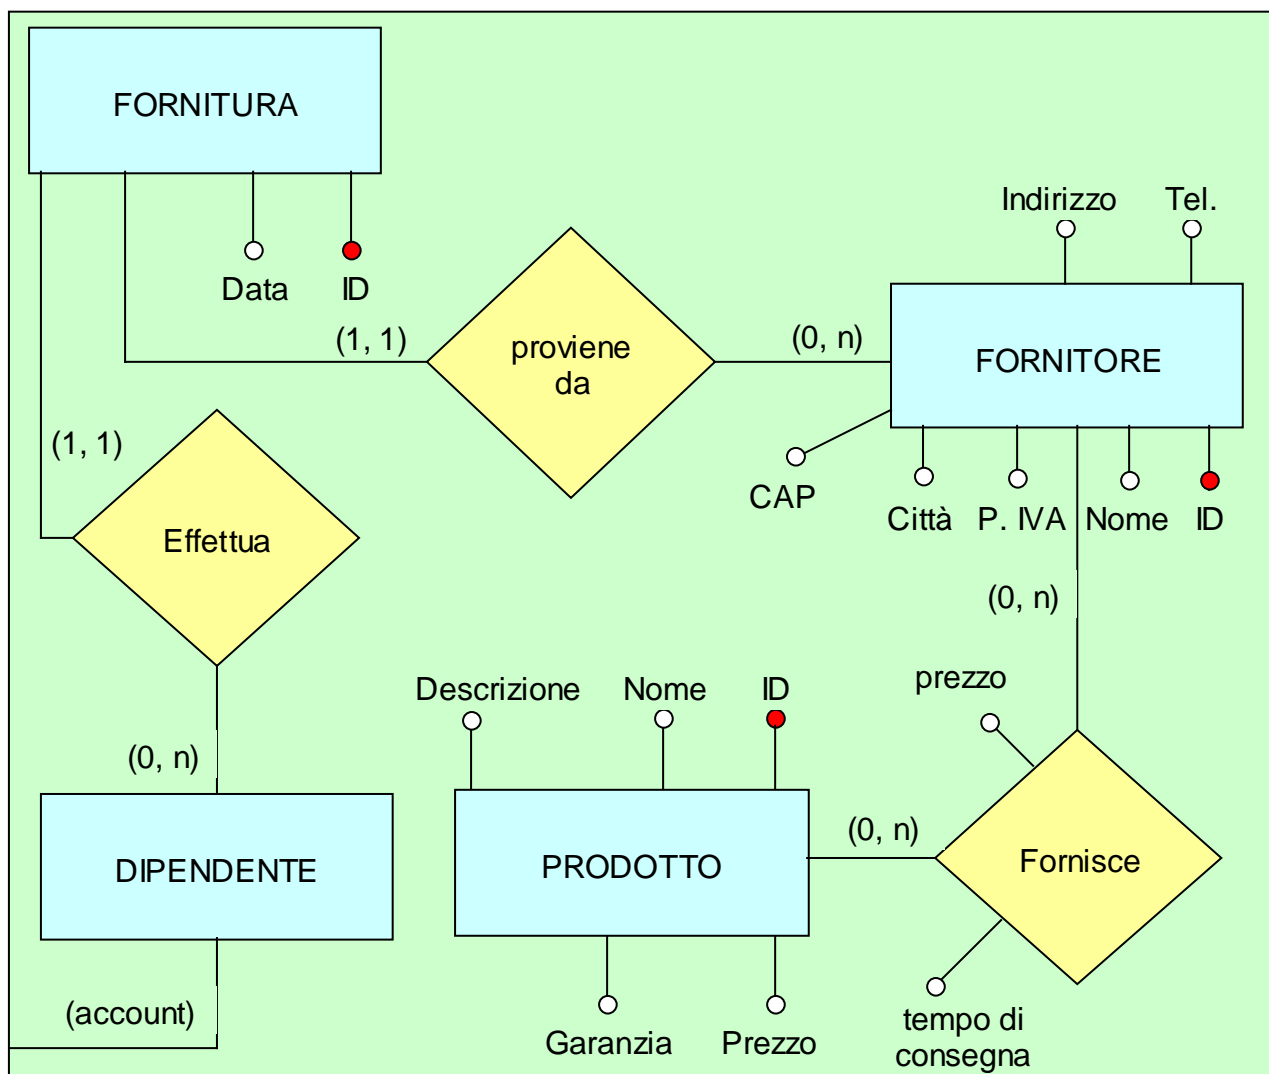 FORNITURA
Data
ID
Indirizzo
Tel.
(1, 1)
proviene
da
(0, n)
FORNITORE
(1, 1)
CAP
Città
P. IVA
Nome
ID
Effettua
(0, n)
Descrizione
Nome
ID
prezzo
(0, n)
DIPENDENTE
PRODOTTO
(0, n)
Fornisce
(account)
Garanzia
Prezzo
tempo di
consegna